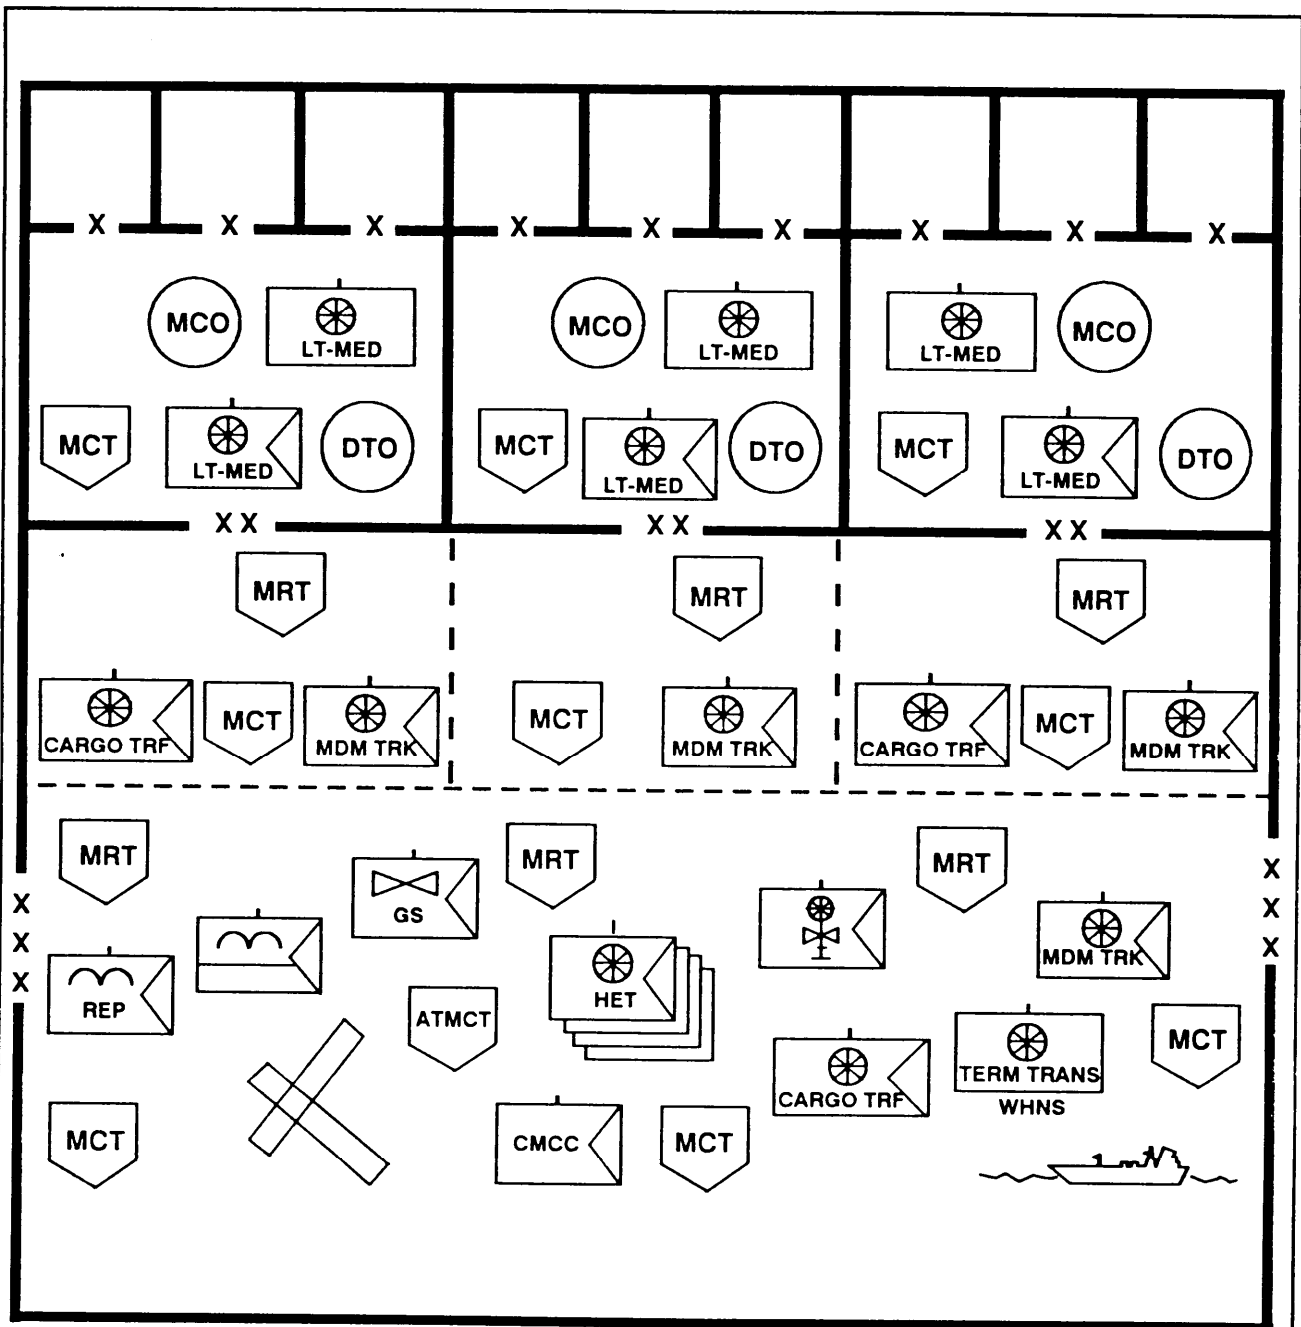 X X X X X X X X X
MCO
LT-MED
MCO
LT-MED
LT-MED
MCO
MCT
LT-MED
DTO
MCT
LT-MED
DTO
MCT
LT-MED
DTO
XX XX XX
MRT
MRT
MRT
CARGO TRF
MCT
MDM TRK
MCT
MDM TRK
CARGO TRF
MCT
MDM TRK
MRT
MRT
MRT
GS
X
X
X
X
X
X
MDM TRK
REP
HET
ATMCT
CARGO TRF
TERM TRANS
WHNS
MCT
MCT
CMCC
MCT